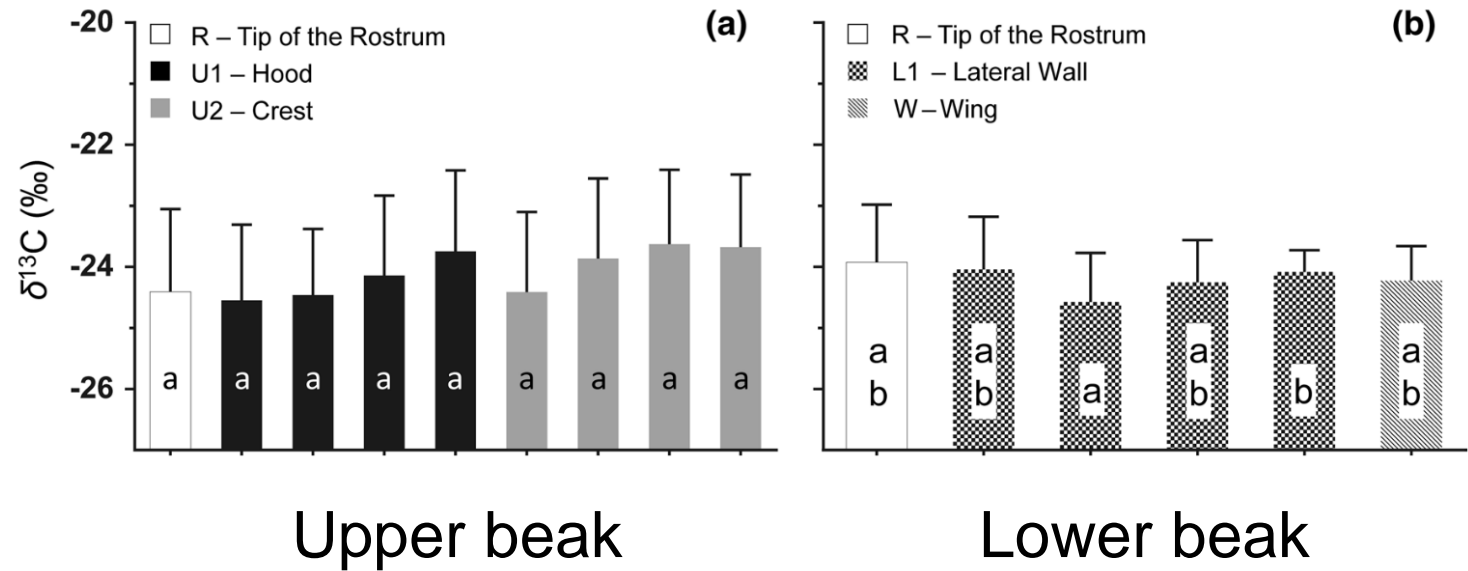 -20
-22
-24
-26
δ¹³C (‰)
R – Tip of the Rostrum
U1 – Hood
U2 – Crest
(a)
a
a
a
a
a
a
a
a
a
Upper beak
R – Tip of the Rostrum
L1 – Lateral Wall
W – Wing
(b)
a
b
a
b
a
a
b
b
a
b
Lower beak